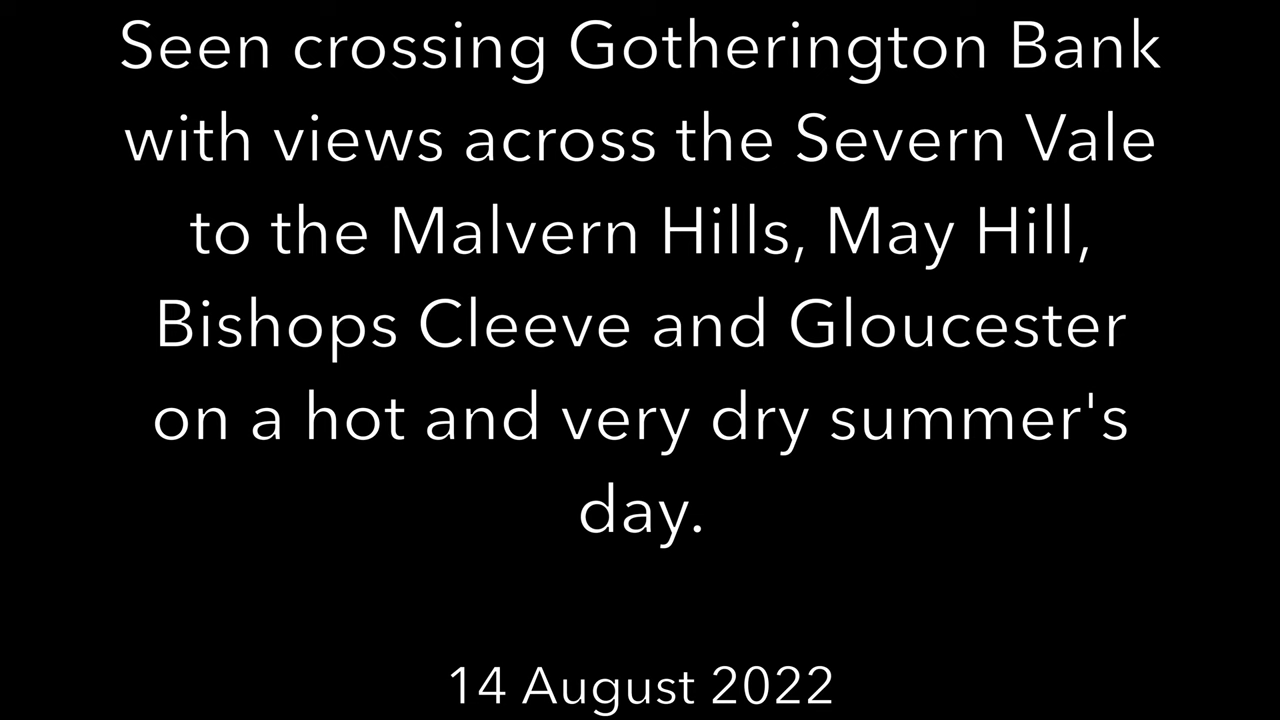 Seen crossing Gotherington Bank
with views across the Severn Vale
to the Malvern Hills, May Hill,
Bishops Cleeve and Gloucester
on a hot and very dry summer's
day.
14 August 2022